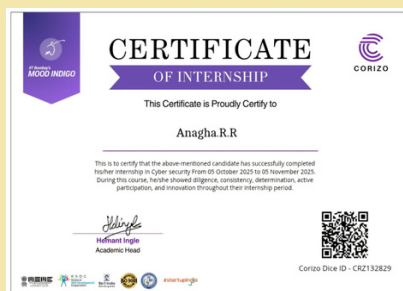 IIT Bombay's
MOOD INDIGO
CERTIFICATE
OF INTERNSHIP
CORIZO
This Certificate is Proudly Certify to
Anagha.R.R
This is to certify that the above-mentioned candidate has successfully completed
his/her internship in Cyber security From 05 October 2025 to 05 November 2025.
During this course, he/she showed diligence, consistency, determination, active
participation, and innovation throughout their internship period.
Hemant Ingle
Academic Head
Corizo Dice ID - CRZ132829
#startupindia